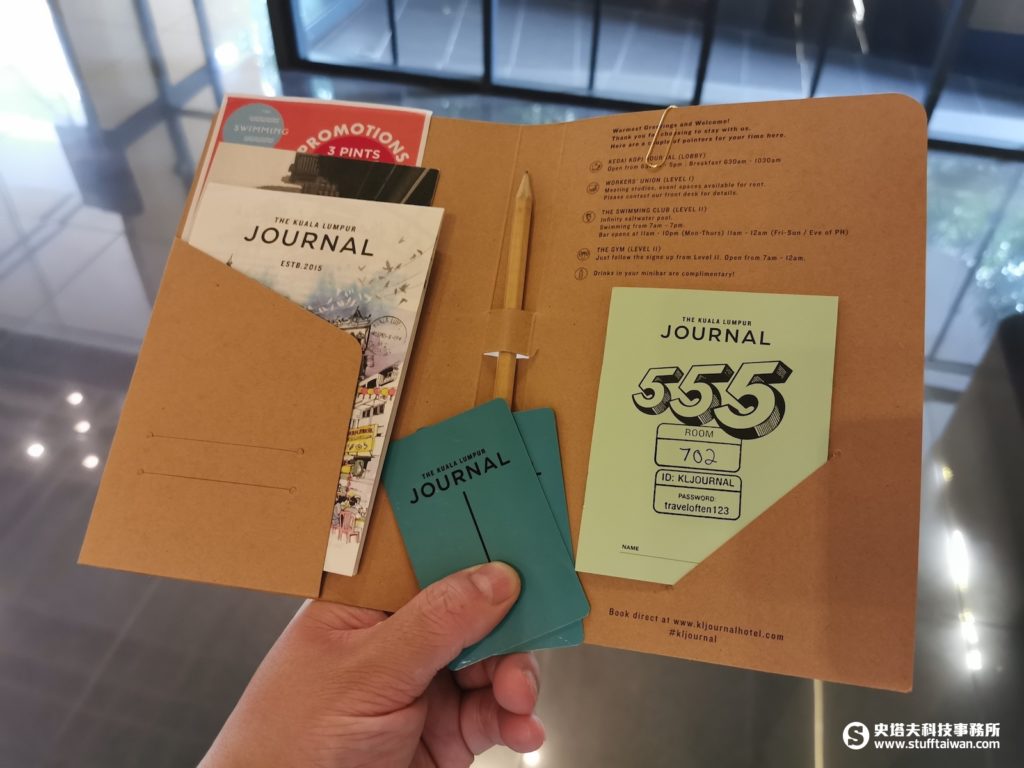 SWIMMING
PROMOTIONS
3 PINTS
THE KUALA LUMPUR
JOURNAL
ESTB.2015
THE KUALA LUMPUR
JOURNAL
Warmest Greetings and Welcome!
Thank you for choosing to stay with us.
Here are a couple of pointers for your time here.
KEDAI KOPI JOURNAL (LOBBY)
Open from 5pm : Breakfast 630am - 1030am
WORKERS' UNION (LEVEL I)
Meeting studios, event spaces available for rent.
Please contact our front desk for details.
THE SWIMMING CLUB (LEVEL II)
Infinity saltwater pool.
Swimming from 7am - 7pm.
Bar opens at 11am - 10pm (Mon-Thurs) 11am - 12am (Fri-Sun / Eve of PH)
THE GYM (LEVEL II)
Just follow the signs up from Level II. Open from 7am - 12am.
Drinks in your minibar are complimentary!
THE KUALA LUMPUR
JOURNAL
555
ROOM
702
ID: KLJOURNAL
PASSWORD:
traveloften123
NAME
Book direct at www.kljournalhotel.com
#kljournal
S 史塔夫科技事務所
www.stufftaiwan.com